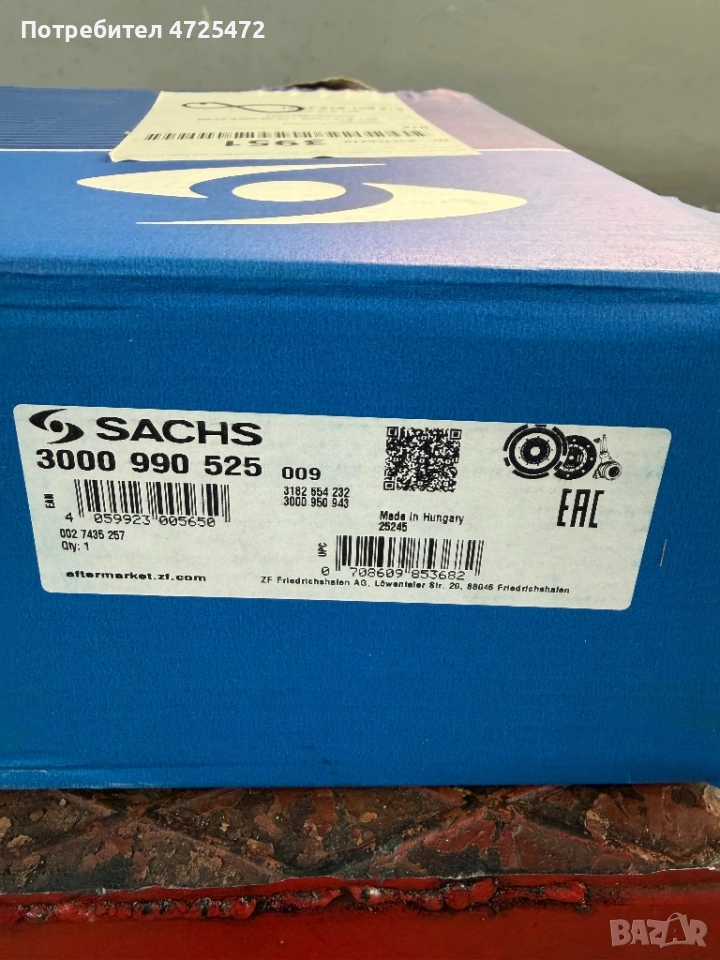 Потребител 4725472
3951
SACHS
3000 990 525 009
3182 654 232
3000 950 943
EAN
4 059923 005650
Made in Hungary
25245
EAC
002 7435 257
Qty: 1
UPC
0 708609 853682
aftermarket.zf.com
ZF Friedrichshafen AG, Löwentaler Str. 20, 88046 Friedrichshafen
BAZAR